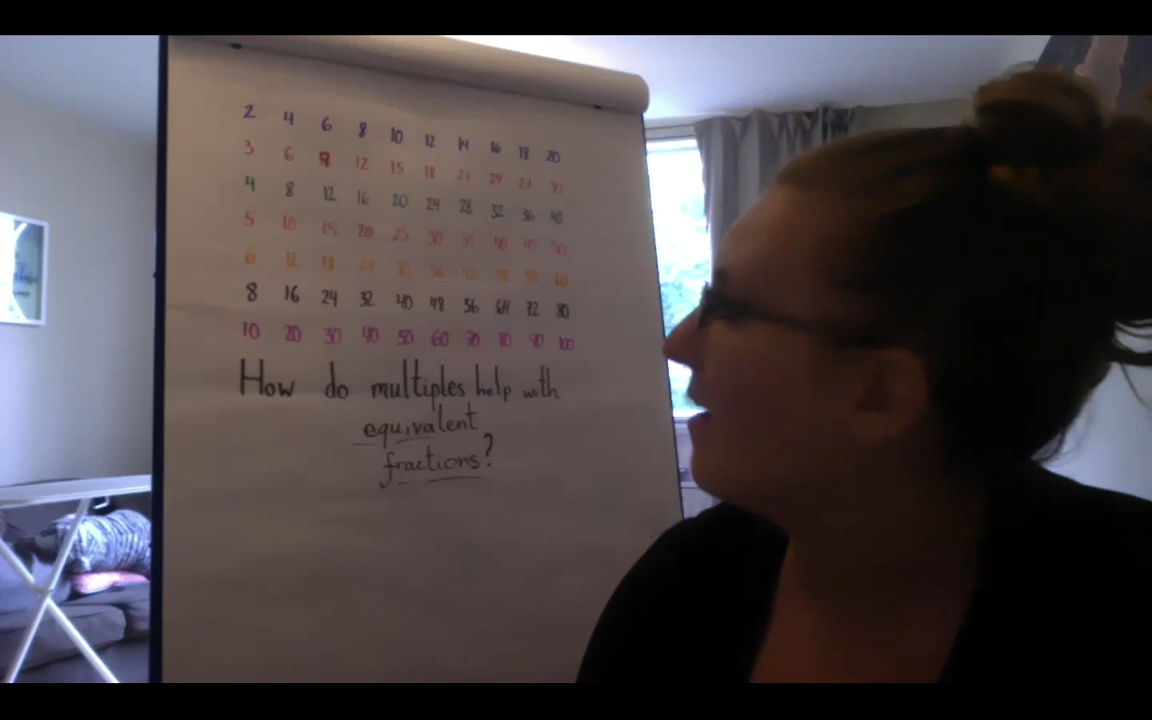 2 4 6 8 10 12 14 16 18 20
3 6 9 12 15 18 21 24 27 30
4 8 12 16 20 24 28 32 36 40
5 10 15 20 25 30 35 40 45 50
6 12 18 24 30 36 42 48 54 60
8 16 24 32 40 48 56 64 72 80
10 20 30 40 50 60 70 80 90 100
How do multiples help with
equivalent
fractions?